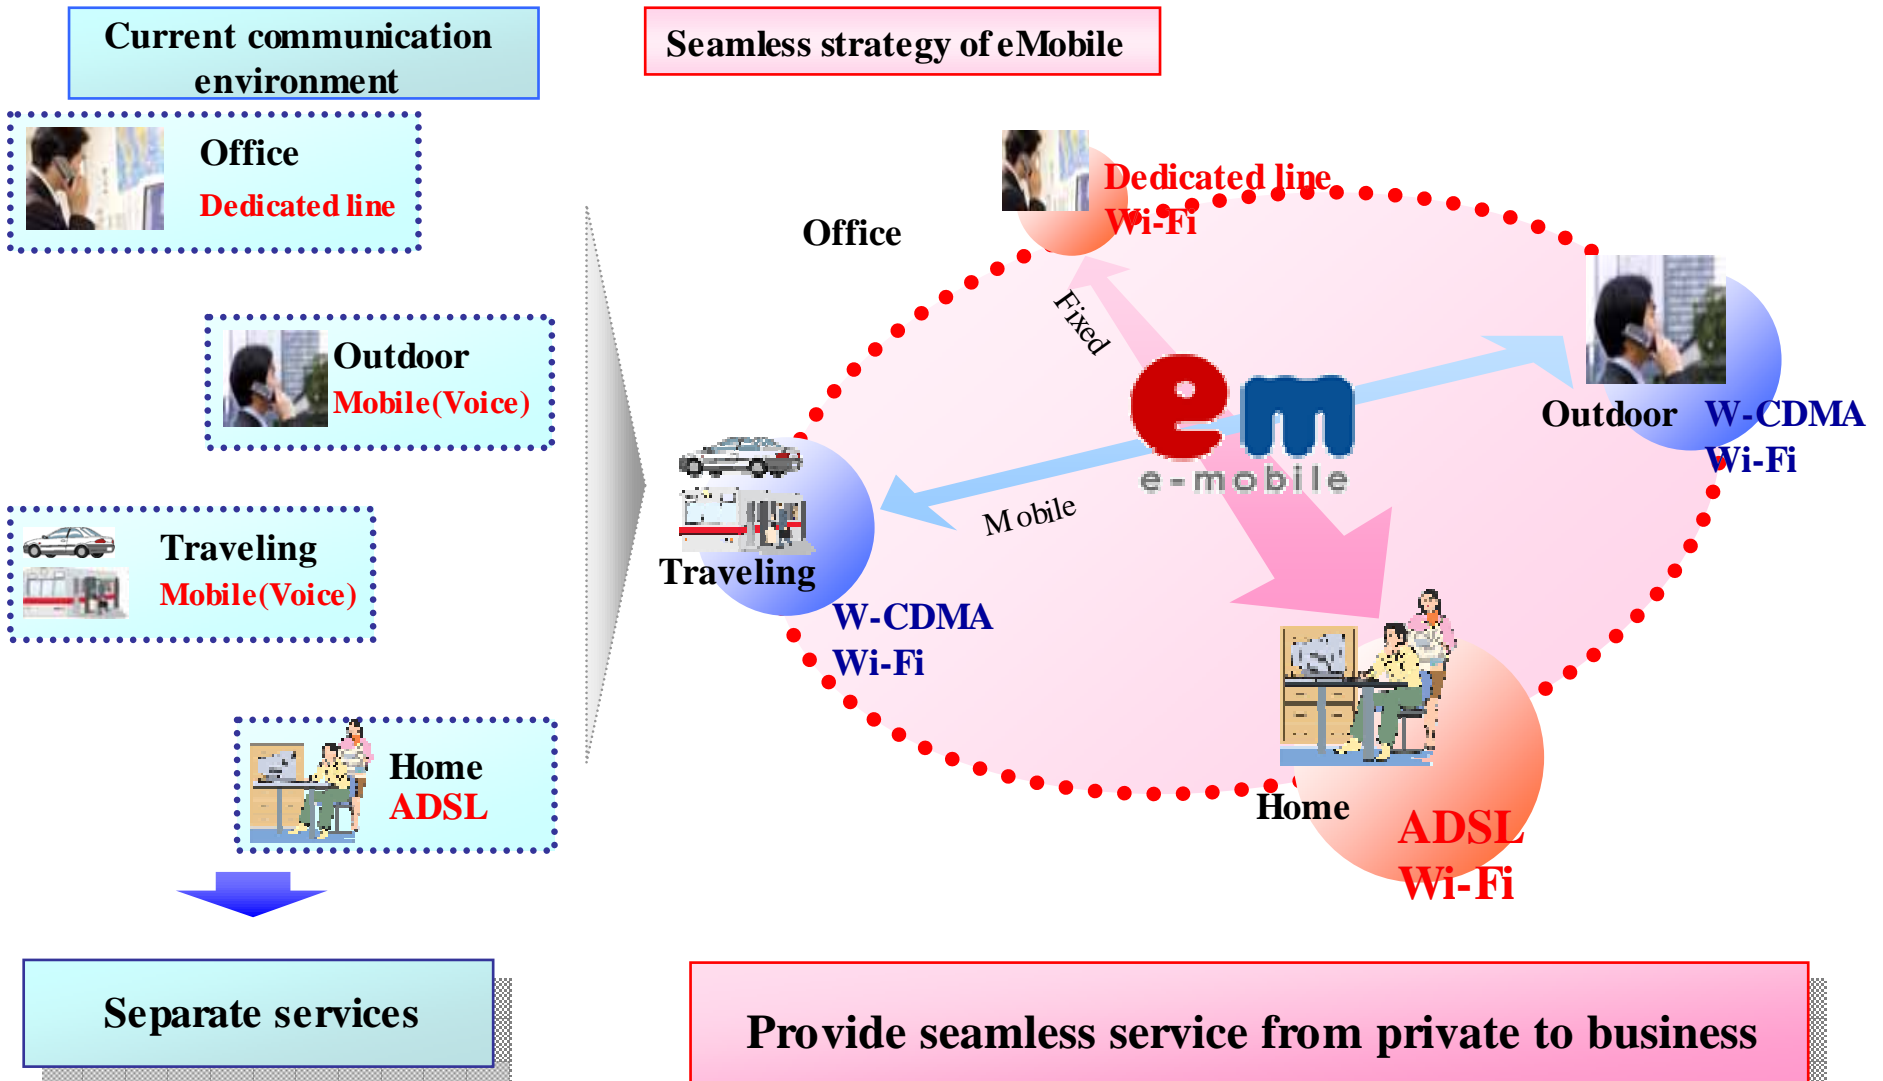 Current communication
environment
Office
Dedicated line
Outdoor
Mobile(Voice)
Traveling
Mobile(Voice)
Home
ADSL
Separate services
Seamless strategy of eMobile
Dedicated line
Wi-Fi
Office
Fixed
em
e-mobile
Outdoor
W-CDMA
Wi-Fi
Mobile
Traveling
W-CDMA
Wi-Fi
Home
ADSL
Wi-Fi
Provide seamless service from private to business